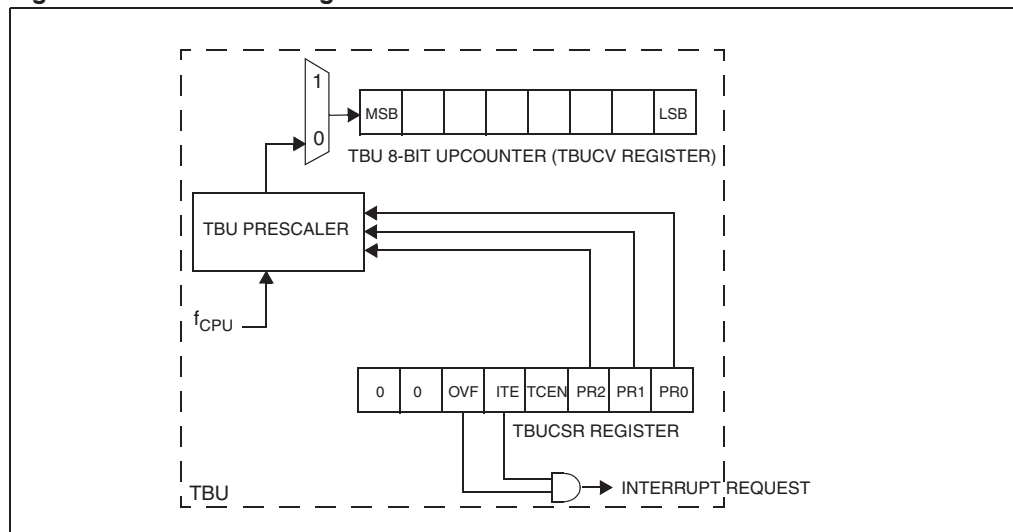 1
MSB
LSB
0
TBU 8-BIT UPCOUNTER (TBUCV REGISTER)
TBU PRESCALER
fCPU
0 0 OVF ITE TCEN PR2 PR1 PR0
TBUCSR REGISTER
TBU
INTERRUPT REQUEST